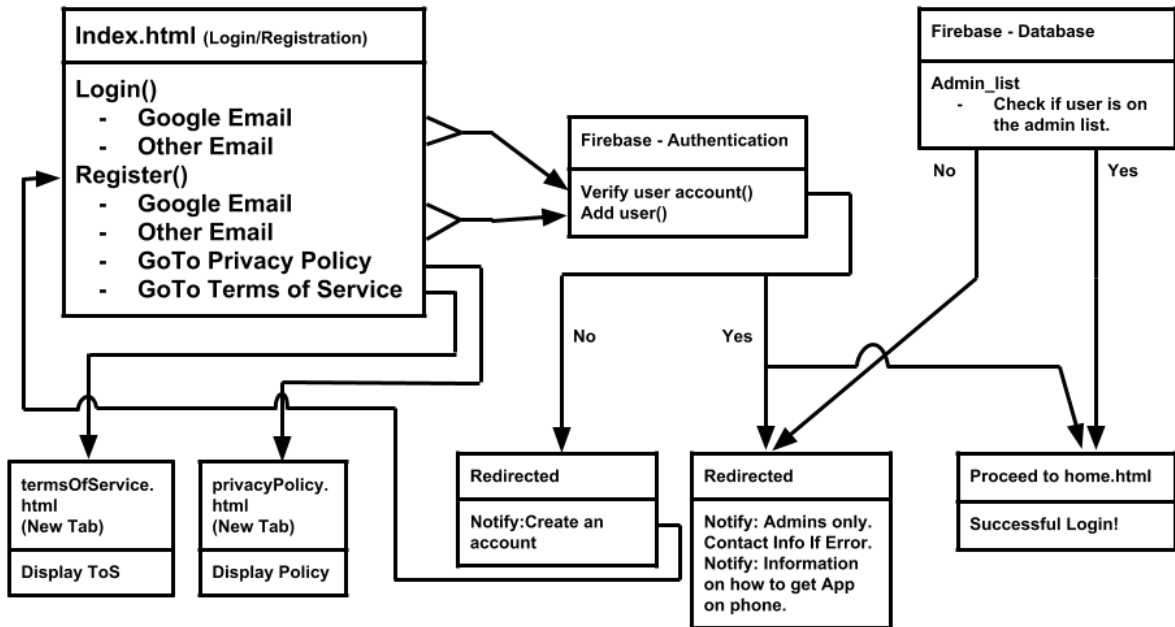 Index.html (Login/Registration)
Login()
- Google Email
- Other Email
Register()
- Google Email
- Other Email
- GoTo Privacy Policy
- GoTo Terms of Service
Firebase - Authentication
Verify user account()
Add user()
Firebase - Database
Admin_list
- Check if user is on
the admin list.
No
Yes
No
Yes
termsOfService.
html
(New Tab)
Display ToS
privacyPolicy.
html
(New Tab)
Display Policy
Redirected
Notify:Create an
account
Redirected
Notify: Admins only.
Contact Info If Error.
Notify: Information
on how to get App
on phone.
Proceed to home.html
Successful Login!